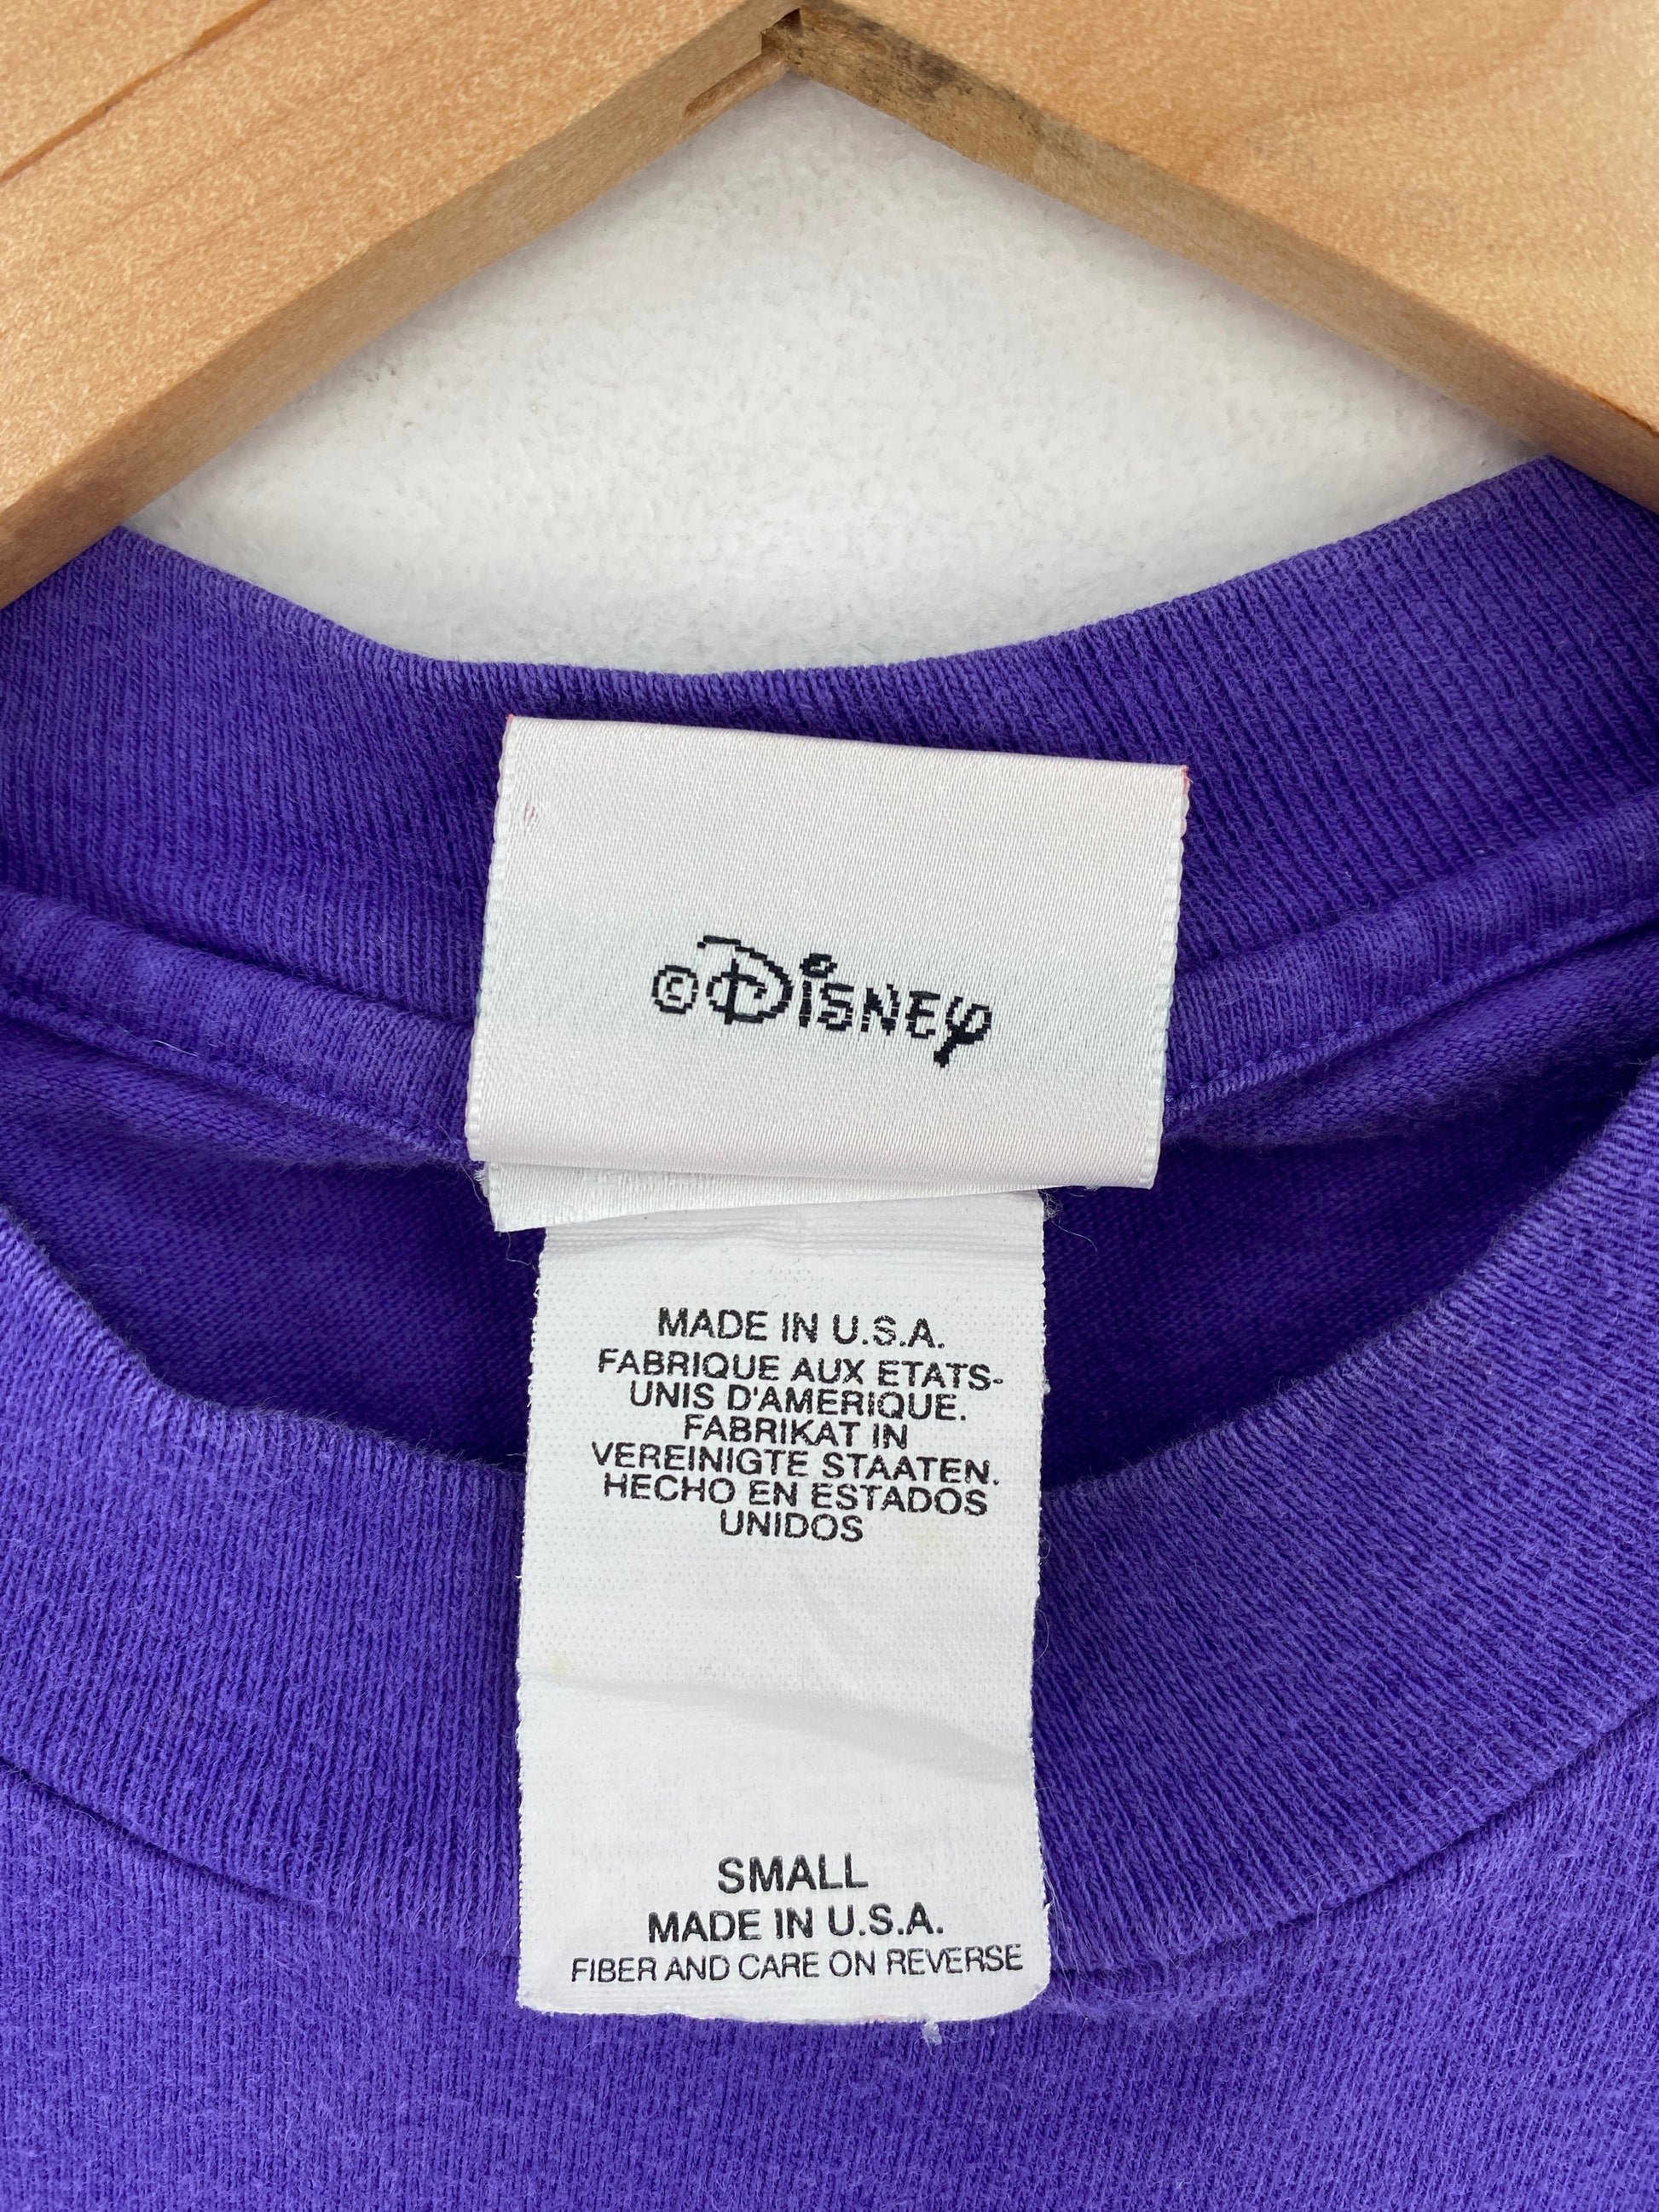 ©Disney
MADE IN U.S.A.
FABRIQUE AUX ETATS-
UNIS D'AMERIQUE.
FABRIKAT IN
VEREINIGTE STAATEN.
HECHO EN ESTADOS
UNIDOS
SMALL
MADE IN U.S.A.
FIBER AND CARE ON REVERSE